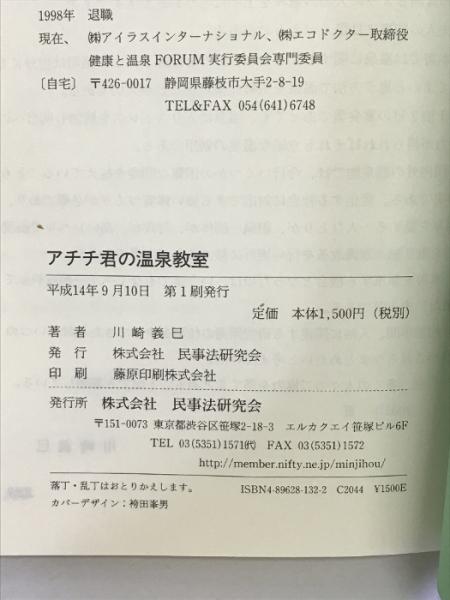 1998年 退職
現在、 ㈱アイラスインターナショナル、㈱エコドクター取締役
健康と温泉 FORUM 実行委員会専門委員
〔自宅〕 〒426-0017 静岡県藤枝市大手2-8-19
TEL&FAX 054(641)6748
アチチ君の温泉教室
平成14年9月10日 第1刷発行
定価 本体1,500円(税別)
著者 川崎義巳
発行 株式会社 民事法研究会
印刷 藤原印刷株式会社
発行所 株式会社 民事法研究会
〒151-0073 東京都渋谷区笹塚2-18-3 エルカクエイ笹塚ビル6F
TEL 03(5351)1571㈹ FAX 03(5351)1572
http://member.nifty.ne.jp/minjihou/
落丁・乱丁はおとりかえします。 ISBN4-89628-132-2 C2044 ¥1500E
カバーデザイン:袴田峯男